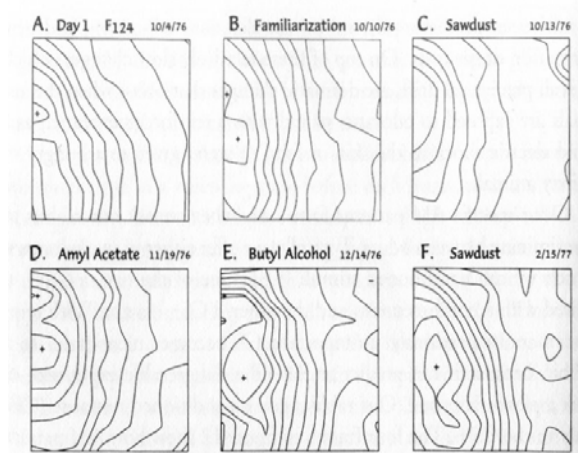 A. Day 1 F124 10/4/76
B. Familiarization 10/10/76
C. Sawdust 10/13/76
D. Amyl Acetate 11/19/76
E. Butyl Alcohol 12/14/76
F. Sawdust 2/15/77